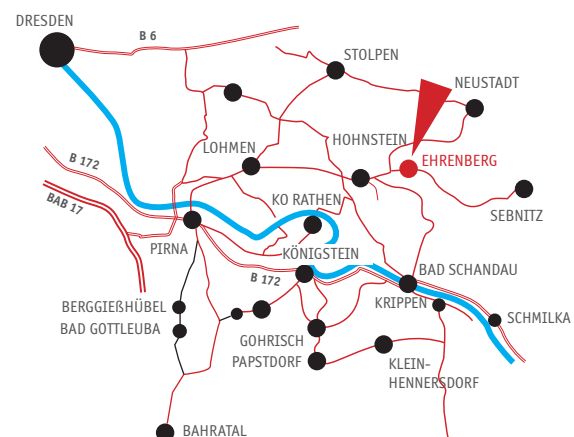 DRESDEN
B 6
STOLPEN
NEUSTADT
HOHNSTEIN
LOHMEN
EHRENBERG
B 172
BAB 17
KO RATHEN
SEBNITZ
PIRNA
KÖNIGSTEIN
B 172
BAD SCHANDAU
BERGGIEßHÜBEL
KRIPPEN
BAD GOTTLEUBA
SCHMILKA
GOHRISCH
PAPSTDORF
KLEIN-
HENNERSDORF
BAHRATAL